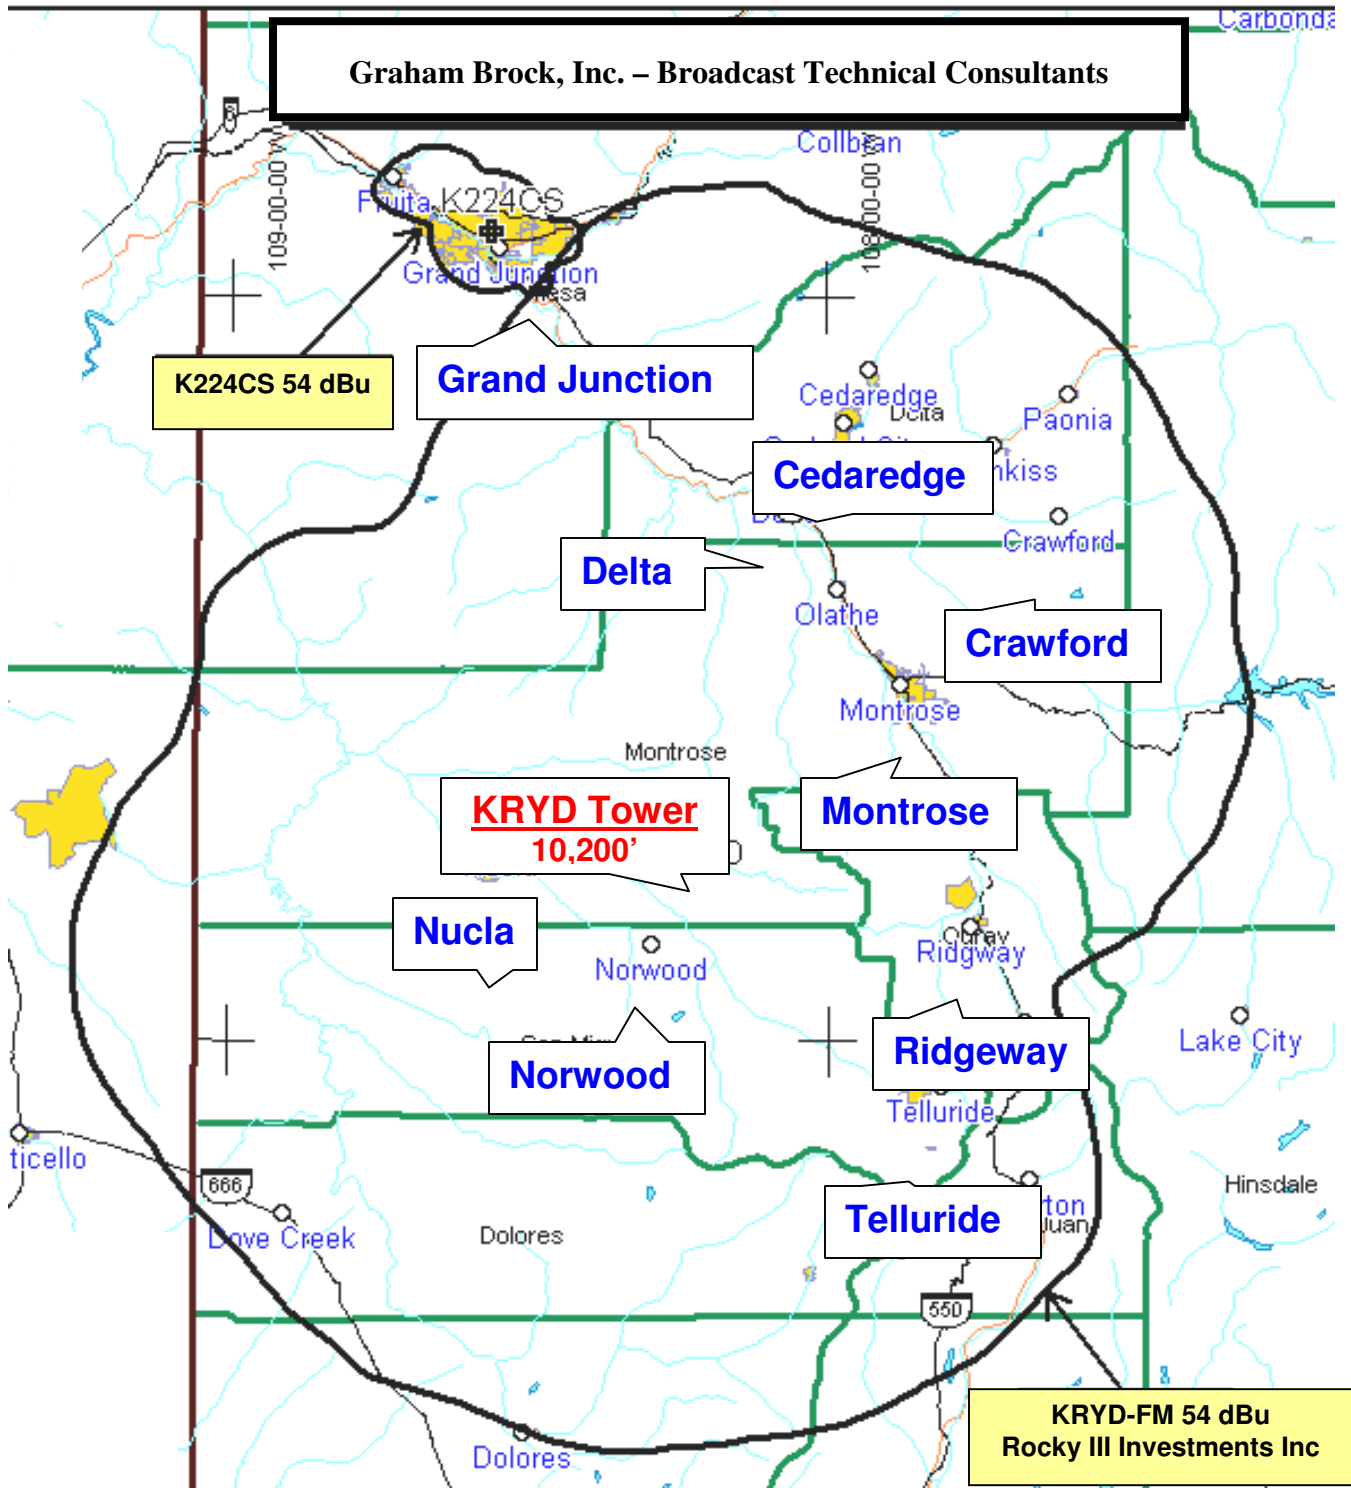 Carbonda
Graham Brock, Inc. – Broadcast Technical Consultants
Collbran
109-00-00 W
108-00-00 W
Fruita
K224CS
Grand Junction
Mesa
K224CS 54 dBu
Grand Junction
Cedaredge
Delta
Paonia
Cedaredge
nkiss
Crawford
Delta
Olathe
Crawford
Montrose
Montrose
KRYD Tower
10,200’
Montrose
Nucla
Ouray
Ridgway
Norwood
Ridgeway
Lake City
Norwood
Telluride
ticello
666
Hinsdale
Telluride
rton
Juan
Dove Creek
Dolores
550
KRYD-FM 54 dBu
Rocky III Investments Inc
Dolores